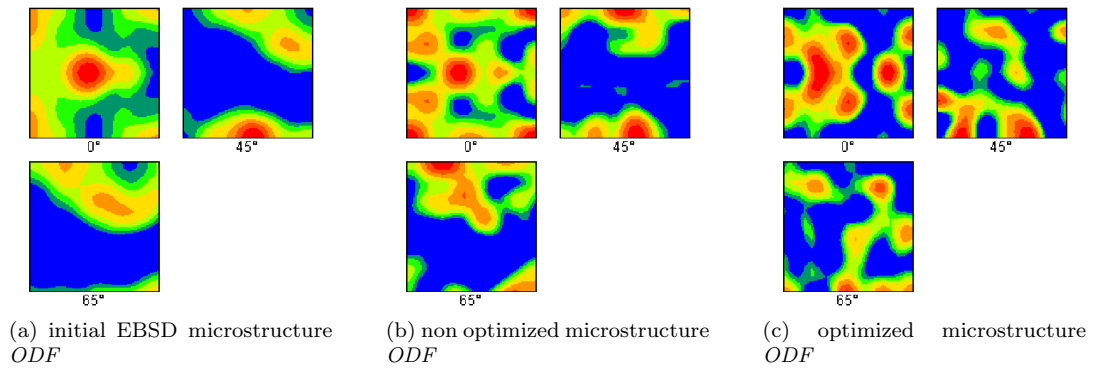 0°
45°
65°
(a) initial EBSD microstructure
ODF
0°
45°
65°
(b) non optimized microstructure
ODF
0°
45°
65°
(c) optimized microstructure
ODF